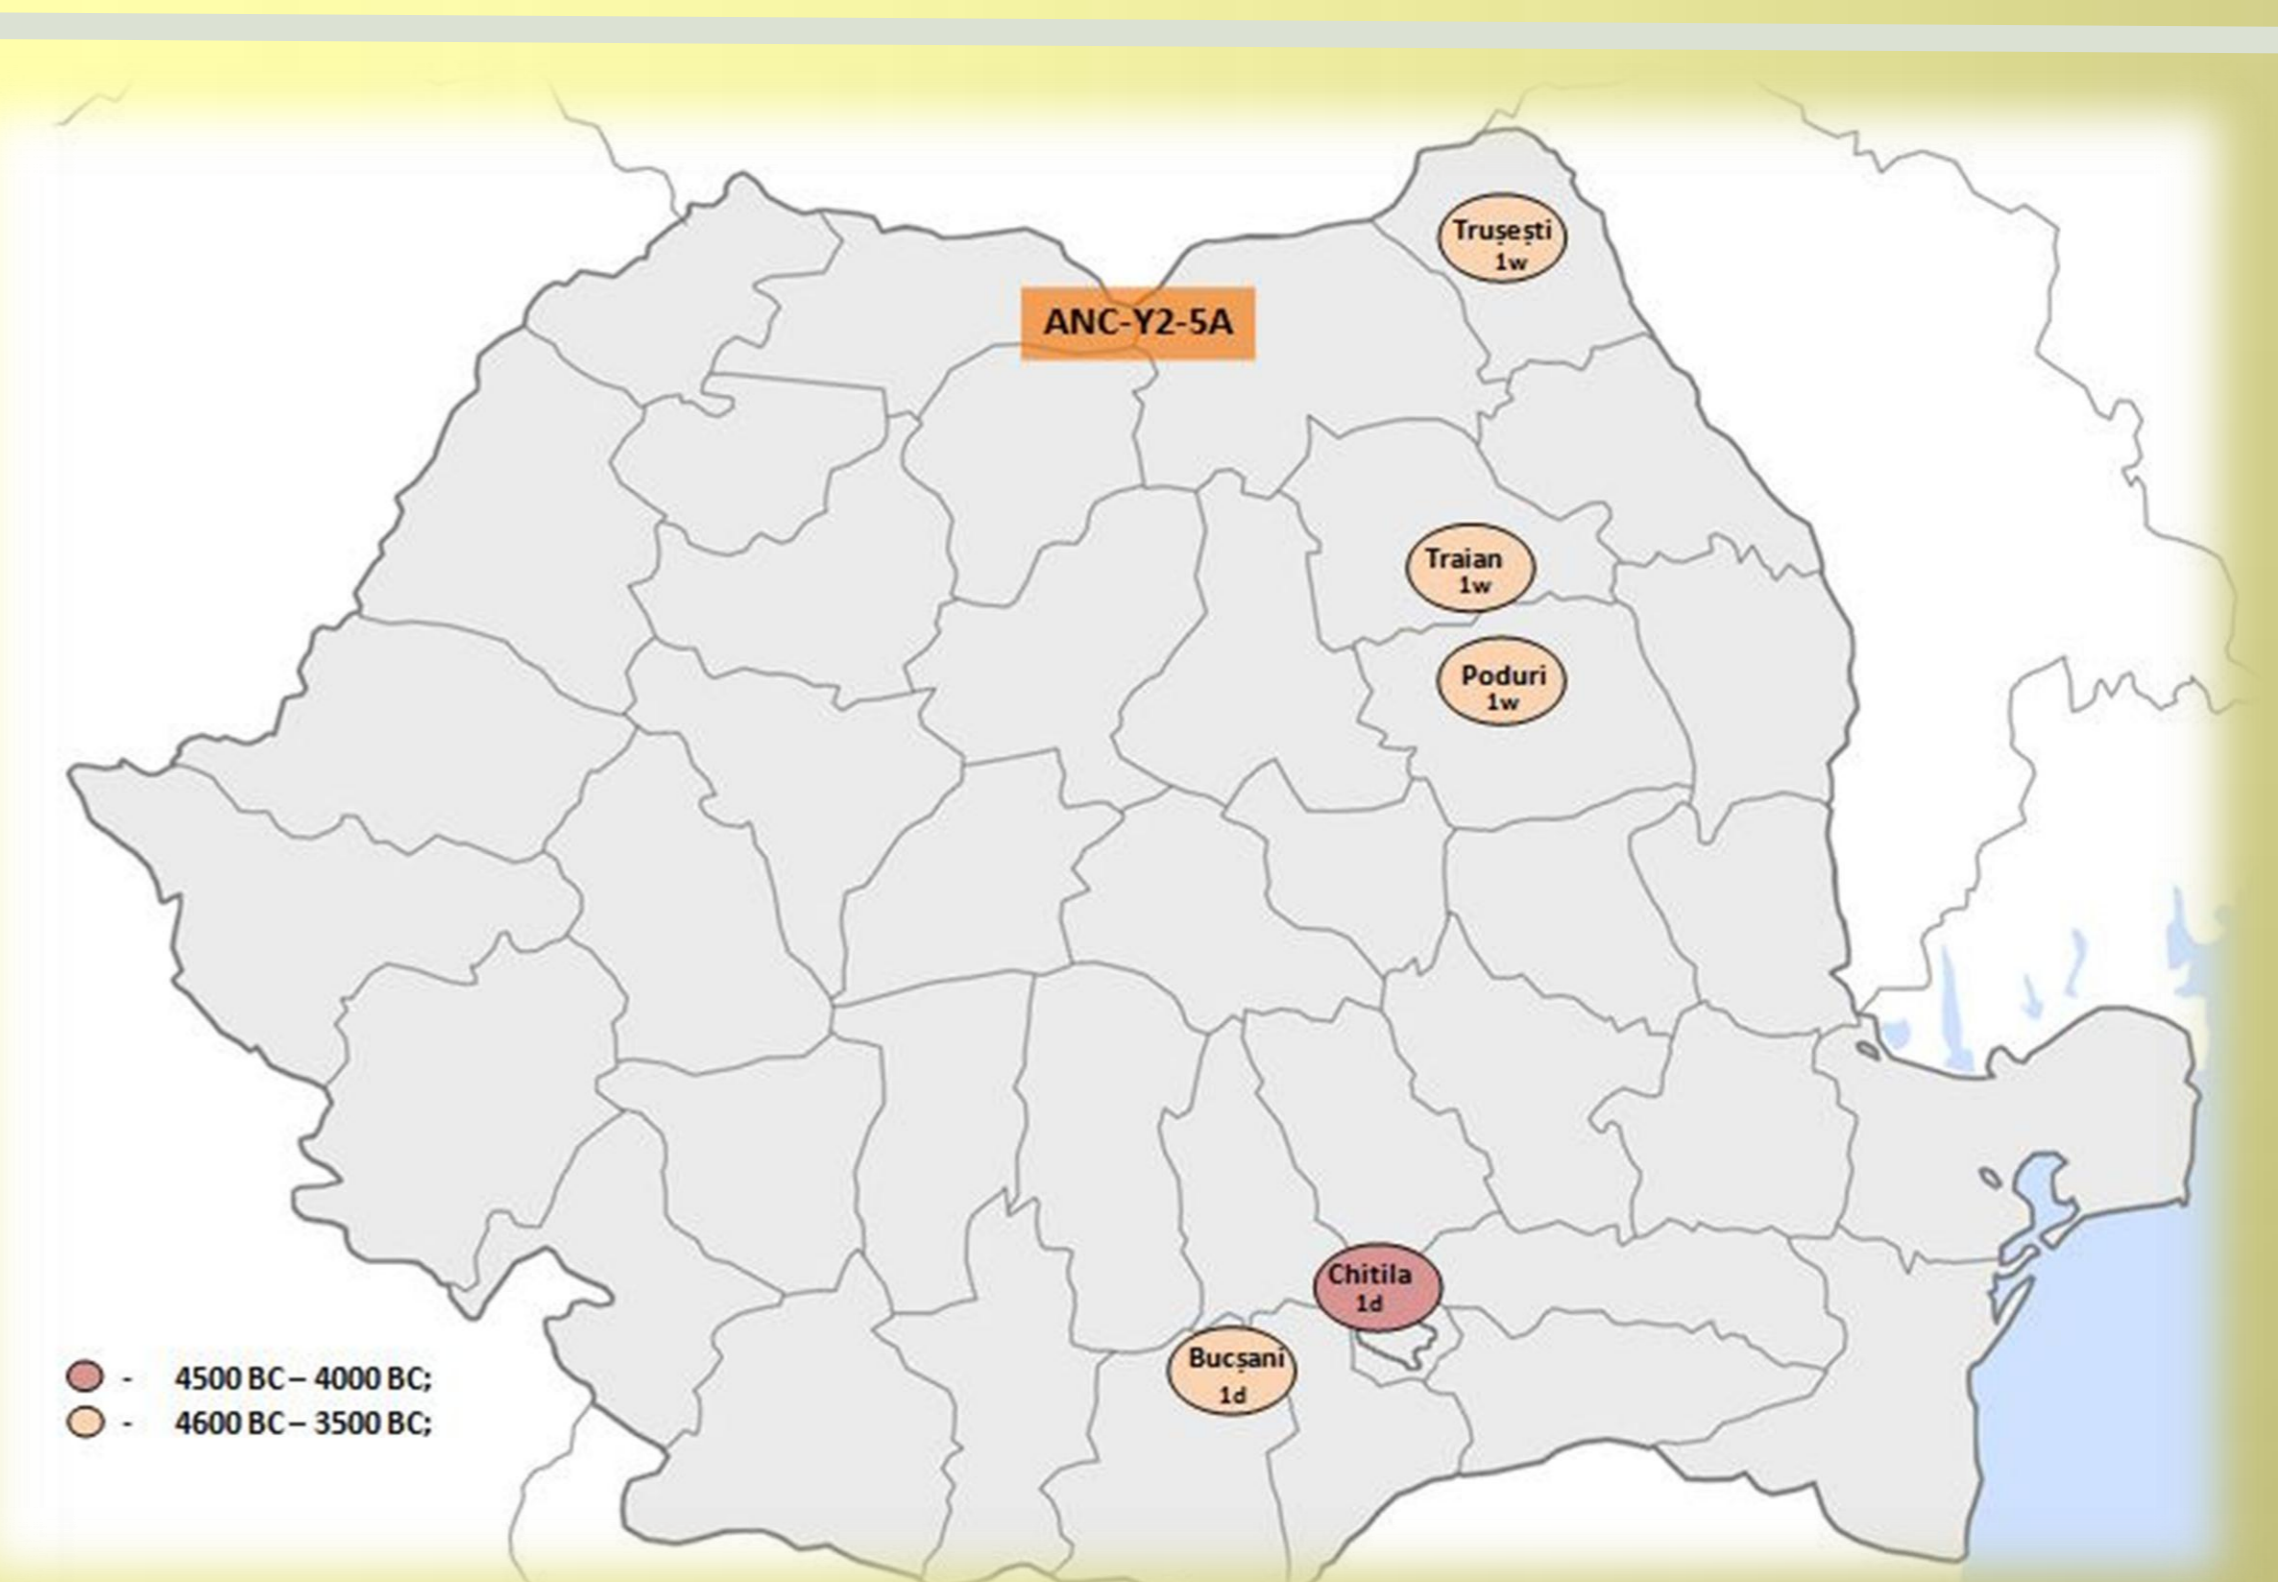 Trușești
1w
ANC-Y2-5A
Traian
1w
Poduri
1w
Chitila
1d
Bucșani
1d
- 4500 BC – 4000 BC;
- 4600 BC – 3500 BC;